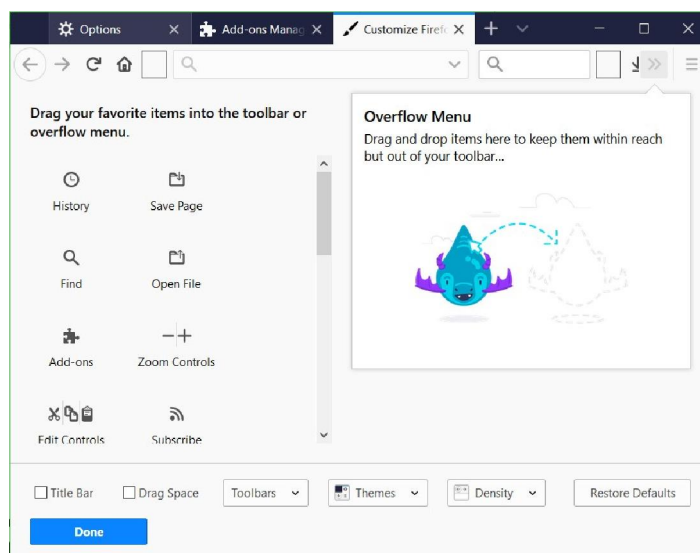 Options
Add-ons Manag
Customize Firef
Drag your favorite items into the toolbar or
overflow menu.
Overflow Menu
Drag and drop items here to keep them within reach
but out of your toolbar...
History
Save Page
Find
Open File
Add-ons
Zoom Controls
Edit Controls
Subscribe
Title Bar
Drag Space
Toolbars
Themes
Density
Restore Defaults
Done